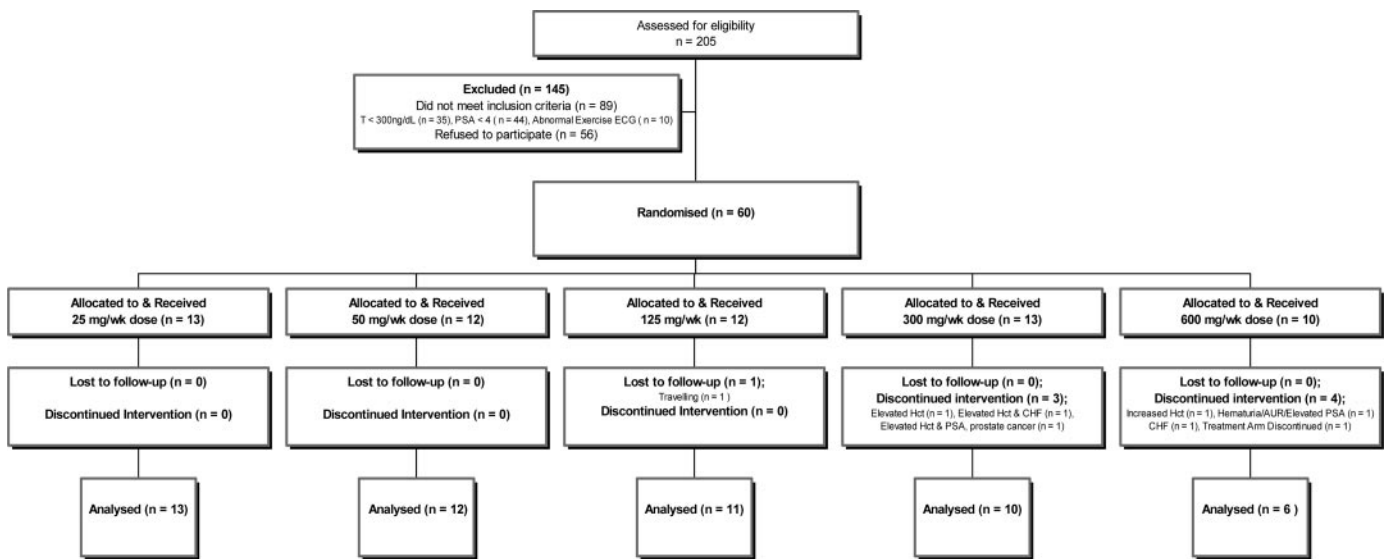 Assessed for eligibility
n = 205
Excluded (n = 145)
Did not meet inclusion criteria (n = 89)
T < 300ng/dL (n = 35), PSA < 4 ( n = 44), Abnormal Exercise ECG ( n = 10)
Refused to participate (n = 56)
Randomised (n = 60)
Allocated to & Received
25 mg/wk dose (n = 13)
Allocated to & Received
50 mg/wk dose (n = 12)
Allocated to & Received
125 mg/wk (n = 12)
Allocated to & Received
300 mg/wk dose (n = 13)
Allocated to & Received
600 mg/wk dose (n = 10)
Lost to follow-up (n = 0)
Discontinued Intervention (n = 0)
Lost to follow-up (n = 0)
Discontinued Intervention (n = 0)
Lost to follow-up (n = 1);
Travelling (n = 1 )
Discontinued Intervention (n = 0)
Lost to follow-up (n = 0);
Discontinued intervention (n = 3);
Elevated Hct (n = 1), Elevated Hct & CHF (n = 1),
Elevated Hct & PSA, prostate cancer (n = 1)
Lost to follow-up (n = 0);
Discontinued intervention (n = 4);
Increased Hct (n = 1), Hematuria/AUR/Elevated PSA (n = 1)
CHF (n = 1), Treatment Arm Discontinued (n = 1)
Analysed (n = 13)
Analysed (n = 12)
Analysed (n = 11)
Analysed (n = 10)
Analysed (n = 6 )